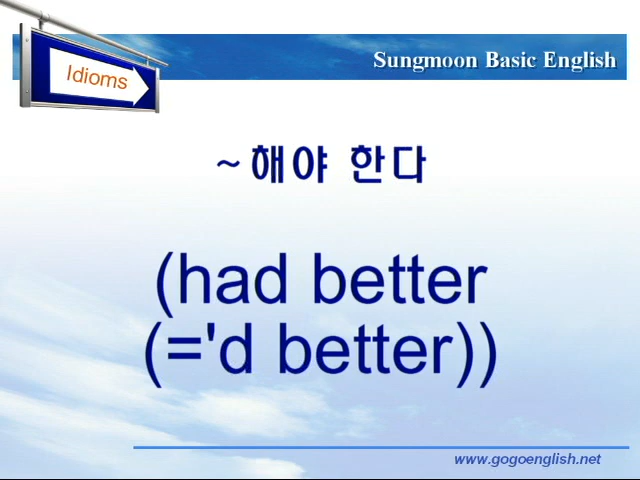 Idioms
Sungmoon Basic English
~해야 한다
(had better
(='d better))
www.gogoenglish.net